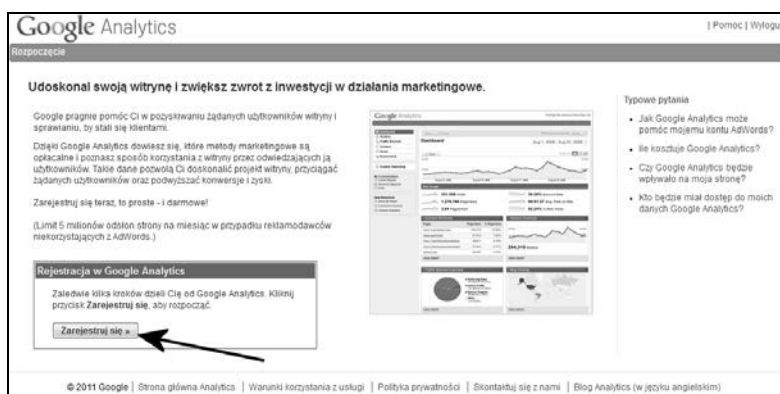 Google Analytics
| Pomoc | Wylogu
Rozpoczęcie
Udoskonal swoją witrynę i zwiększ zwrot z inwestycji w działania marketingowe.
Google pragnie pomóc Ci w pozyskiwaniu żądanych użytkowników witryny i
sprawianiu, by stali się klientami.
Dzięki Google Analytics dowiesz się, które metody marketingowe są
opłacalne i poznasz sposób korzystania z witryny przez odwiedzających ją
użytkowników. Takie dane pozwolą Ci doskonalić projekt witryny, przyciągać
żądanych użytkowników oraz podwyższać konwersje i zyski.
Zarejestruj się teraz, to proste - i darmowe!
(Limit 5 milionów odsłon strony na miesiąc w przypadku reklamodawców
niekorzystających z AdWords.)
Rejestracja w Google Analytics
Zaledwie kilka kroków dzieli Cię od Google Analytics. Kliknij
przycisk Zarejestruj się, aby rozpocząć.
Zarejestruj się »
Google Analytics
Dashboard
Typowe pytania
Jak Google Analytics może
pomóc mojemu kontu AdWords?
Ile kosztuje Google Analytics?
Czy Google Analytics będzie
wpływało na moja stronę?
Kto będzie miał dostęp do moich
danych Google Analytics?
© 2011 Google | Strona główna Analytics | Warunki korzystania z usługi | Polityka prywatności | Skontaktuj się z nami | Blog Analytics (w języku angielskim)